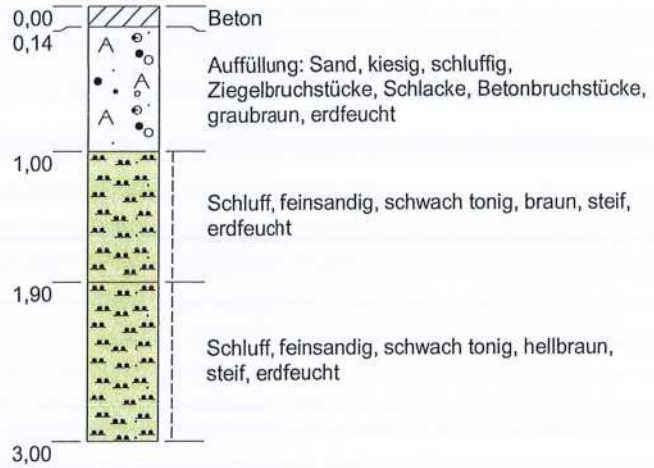 0,00 Beton
0,14
Auffüllung: Sand, kiesig, schluffig,
Ziegelbruchstücke, Schlacke, Betonbruchstücke,
graubraun, erdfeucht
A
A
A
1,00
Schluff, feinsandig, schwach tonig, braun, steif,
erdfeucht
1,90
Schluff, feinsandig, schwach tonig, hellbraun,
steif, erdfeucht
3,00